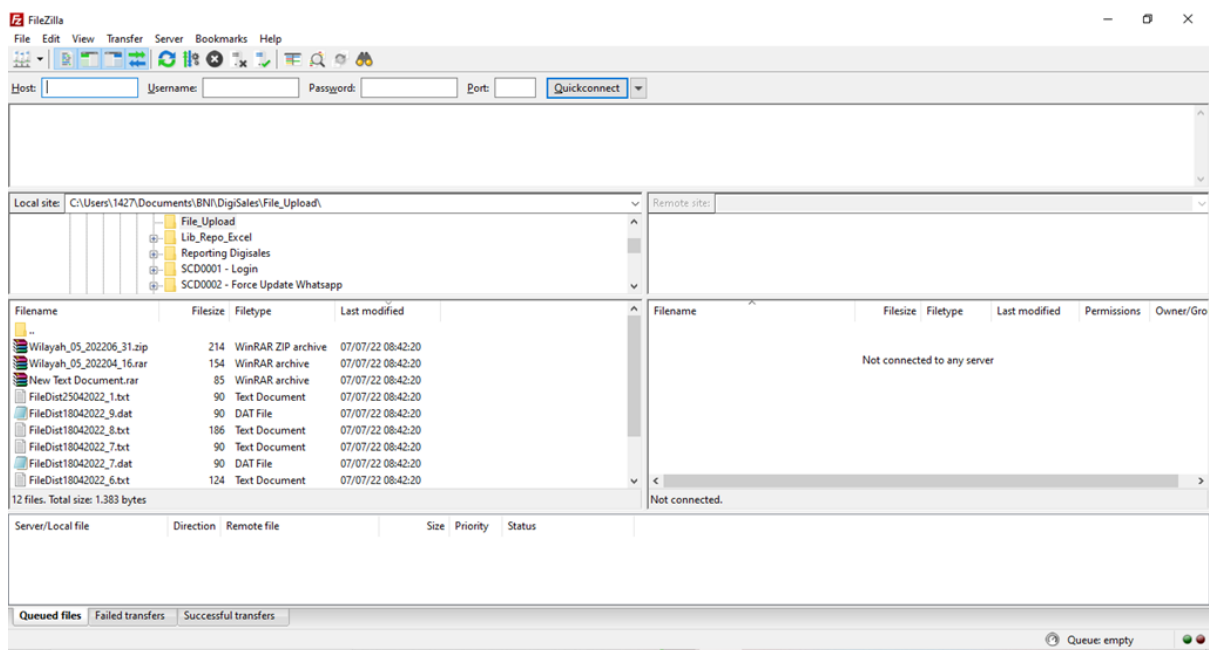 FileZilla
File Edit View Transfer Server Bookmarks Help
Host: Username: Password: Port: Quickconnect
Local site: C:\Users\1427\Documents\BNI\DigiSales\File_Upload\
File_Upload
Lib_Repo_Excel
Reporting Digisales
SCD0001 - Login
SCD0002 - Force Update Whatsapp
Remote site:
Filename Filesize Filetype Last modified
..
Wilayah_05_202206_31.zip 214 WinRAR ZIP archive 07/07/22 08:42:20
Wilayah_05_202204_16.rar 154 WinRAR archive 07/07/22 08:42:20
New Text Document.rar 85 WinRAR archive 07/07/22 08:42:20
FileDist25042022_1.txt 90 Text Document 07/07/22 08:42:20
FileDist18042022_9.dat 90 DAT File 07/07/22 08:42:20
FileDist18042022_8.txt 186 Text Document 07/07/22 08:42:20
FileDist18042022_7.txt 90 Text Document 07/07/22 08:42:20
FileDist18042022_7.dat 90 DAT File 07/07/22 08:42:20
FileDist18042022_6.txt 124 Text Document 07/07/22 08:42:20
12 files. Total size: 1.383 bytes
Filename Filesize Filetype Last modified Permissions Owner/Gro
Not connected to any server
Not connected.
Server/Local file Direction Remote file Size Priority Status
Queued files Failed transfers Successful transfers
Queue: empty